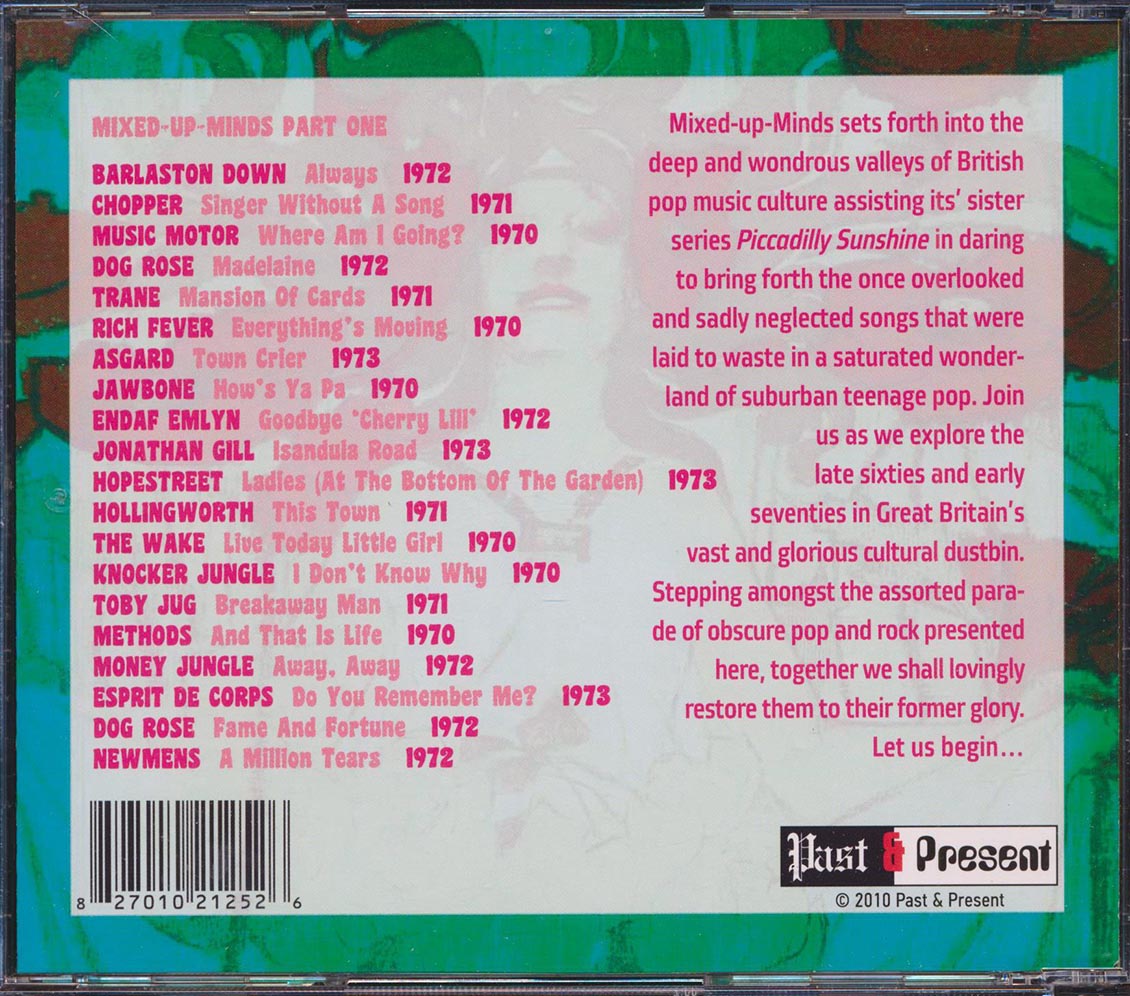 MIXED-UP-MINDS PART ONE
BARLASTON DOWN Always 1972
CHOPPER Singer Without A Song 1971
MUSIC MOTOR Where Am I Going? 1970
DOG ROSE Madelaine 1972
TRANE Mansion Of Cards 1971
RICH FEVER Everything's Moving 1970
ASGARD Town Crier 1973
JAWBONE How's Ya Pa 1970
ENDAF EMLYN Goodbye 'Cherry Lill' 1972
JONATHAN GILL Isandula Road 1973
HOPESTREET Ladies (At The Bottom Of The Garden) 1973
HOLLINGWORTH This Town 1971
THE WAKE Live Today Little Girl 1970
KNOCKER JUNGLE I Don't Know Why 1970
TOBY JUG Breakaway Man 1971
METHODS And That Is Life 1970
MONEY JUNGLE Away, Away 1972
ESPRIT DE CORPS Do You Remember Me? 1973
DOG ROSE Fame And Fortune 1972
NEWMENS A Million Tears 1972
Mixed-up-Minds sets forth into the
deep and wondrous valleys of British
pop music culture assisting its' sister
series Piccadilly Sunshine in daring
to bring forth the once overlooked
and sadly neglected songs that were
laid to waste in a saturated wonder-
land of suburban teenage pop. Join
us as we explore the
late sixties and early
seventies in Great Britain's
vast and glorious cultural dustbin.
Stepping amongst the assorted para-
de of obscure pop and rock presented
here, together we shall lovingly
restore them to their former glory.
Let us begin...
8 27010 21252 6
Past & Present
© 2010 Past & Present